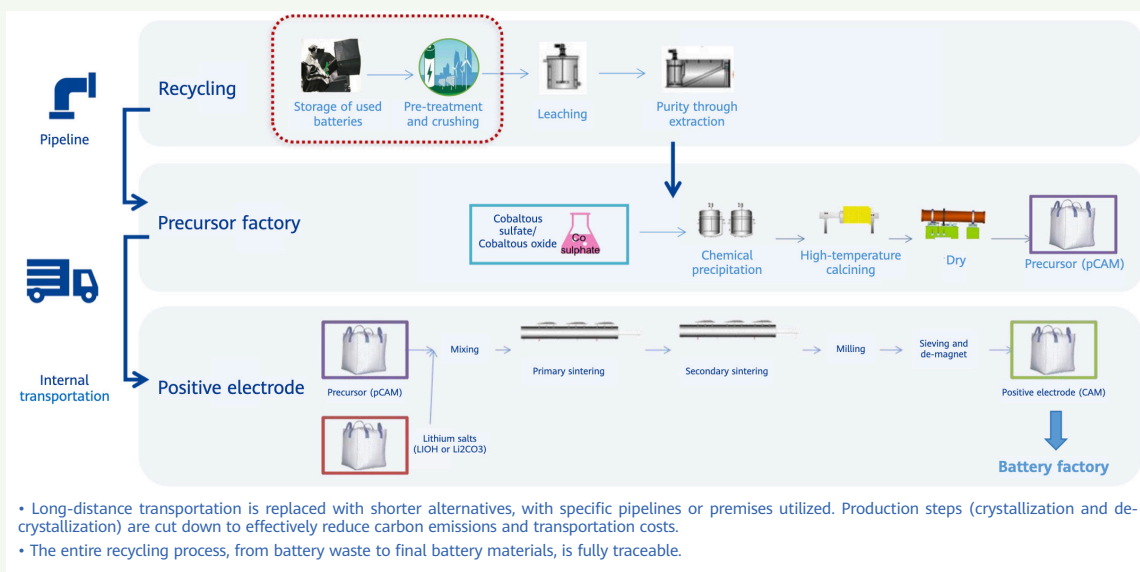 Pipeline
Internal
transportation
Recycling
Storage of used
batteries
Pre-treatment
and crushing
Leaching
Purity through
extraction
Precursor factory
Cobaltous
sulfate/
Cobaltous oxide
Co
sulphate
Chemical
precipitation
High-temperature
calcining
Dry
Precursor (pCAM)
Positive electrode
Precursor (pCAM)
Lithium salts
(LIOH or Li2CO3)
Mixing
Primary sintering
Secondary sintering
Milling
Sieving and
de-magnet
Positive electrode (CAM)
Battery factory
• Long-distance transportation is replaced with shorter alternatives, with specific pipelines or premises utilized. Production steps (crystallization and de-
crystallization) are cut down to effectively reduce carbon emissions and transportation costs.
• The entire recycling process, from battery waste to final battery materials, is fully traceable.